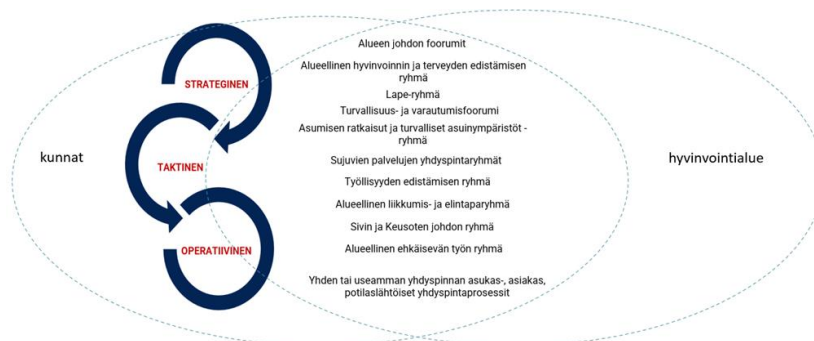 kunnat
STRATEGINEN
TAKTINEN
OPERATIIVINEN
Alueen johdon foorumit
Alueellinen hyvinvoinnin ja terveyden edistämisen
ryhmä
Lape-ryhmä
Turvallisuus- ja varautumisfoorumi
Asumisen ratkaisut ja turvalliset asuinympäristöt -
ryhmä
Sujuvien palvelujen yhdyspintaryhmät
Työllisyyden edistämisen ryhmä
Alueellinen liikkumis- ja elintaparyhmä
Sivin ja Keusoten johdon ryhmä
Alueellinen ehkäisevän työn ryhmä
Yhden tai useamman yhdyspinnan asukas-, asiakas,
potilaslähtöiset yhdyspintaprosessit
hyvinvointialue